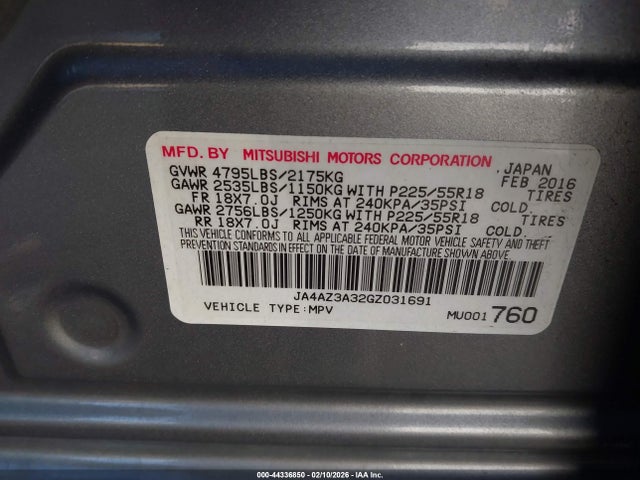 MFD. BY MITSUBISHI MOTORS CORPORATION JAPAN
GVWR 4795LBS/2175KG FEB 2016
GAWR 2535LBS/1150KG WITH P225/55R18 TIRES
FR 18X7.0J RIMS AT 240KPA/35PSI COLD
GAWR 2756LBS/1250KG WITH P225/55R18 TIRES
RR 18X7.0J RIMS AT 240KPA/35PSI COLD
THIS VEHICLE CONFORMS TO ALL APPLICABLE FEDERAL MOTOR VEHICLE SAFETY AND THEFT
PREVENTION STANDARDS IN EFFECT ON THE DATE OF MANUFACTURE SHOWN ABOVE.
JA4AZ3A32GZ031691
VEHICLE TYPE:MPV MU001760
000-44336850 - 02/10/2026 - IAA Inc.